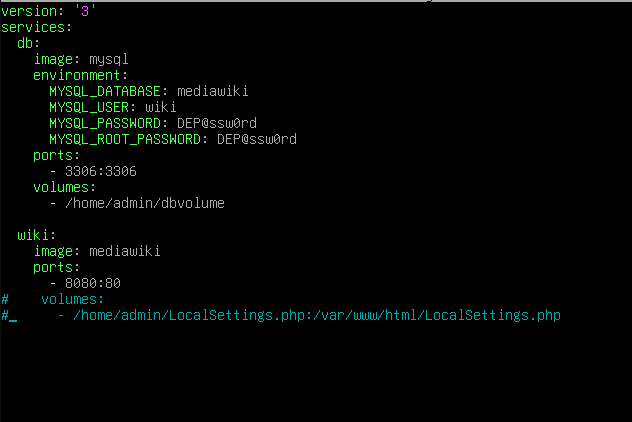 version: '3'
services:
  db:
    image: mysql
    environment:
      MYSQL_DATABASE: mediawiki
      MYSQL_USER: wiki
      MYSQL_PASSWORD: DEP@ssw0rd
      MYSQL_ROOT_PASSWORD: DEP@ssw0rd
    ports:
      - 3306:3306
    volumes:
      - /home/admin/dbvolume

  wiki:
    image: mediawiki
    ports:
      - 8080:80
#    volumes:
#      - /home/admin/LocalSettings.php:/var/www/html/LocalSettings.php